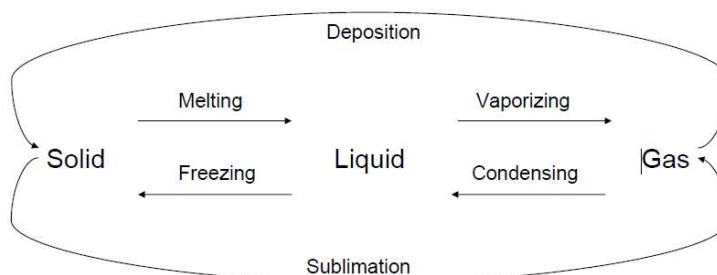 Deposition
Melting Vaporizing
Solid Liquid Gas
Freezing Condensing
Sublimation